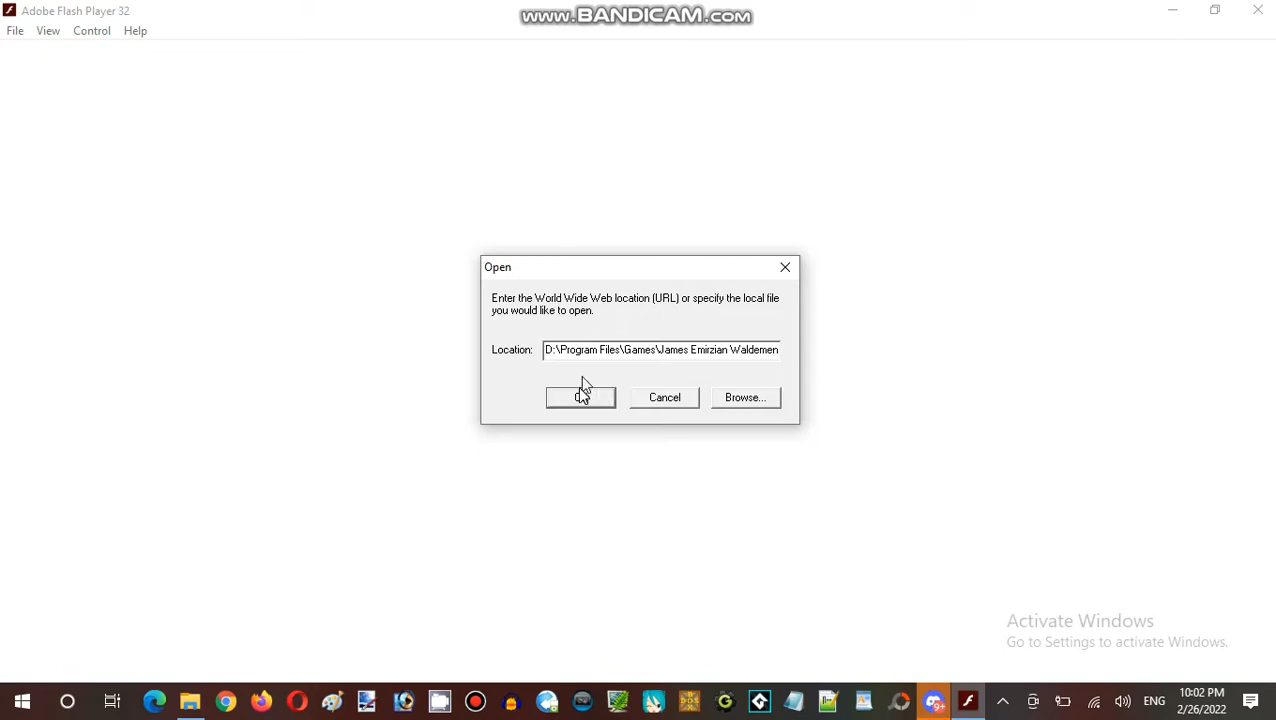 Adobe Flash Player 32
www.BANDICAM.com
File View Control Help
Open
Enter the World Wide Web location (URL) or specify the local file
you would like to open.
Location: D:\Program Files\Games\James Emirzian Waldemen
Cancel Browse...
Activate Windows
Go to Settings to activate Windows.
ENG
10:02 PM
2/26/2022